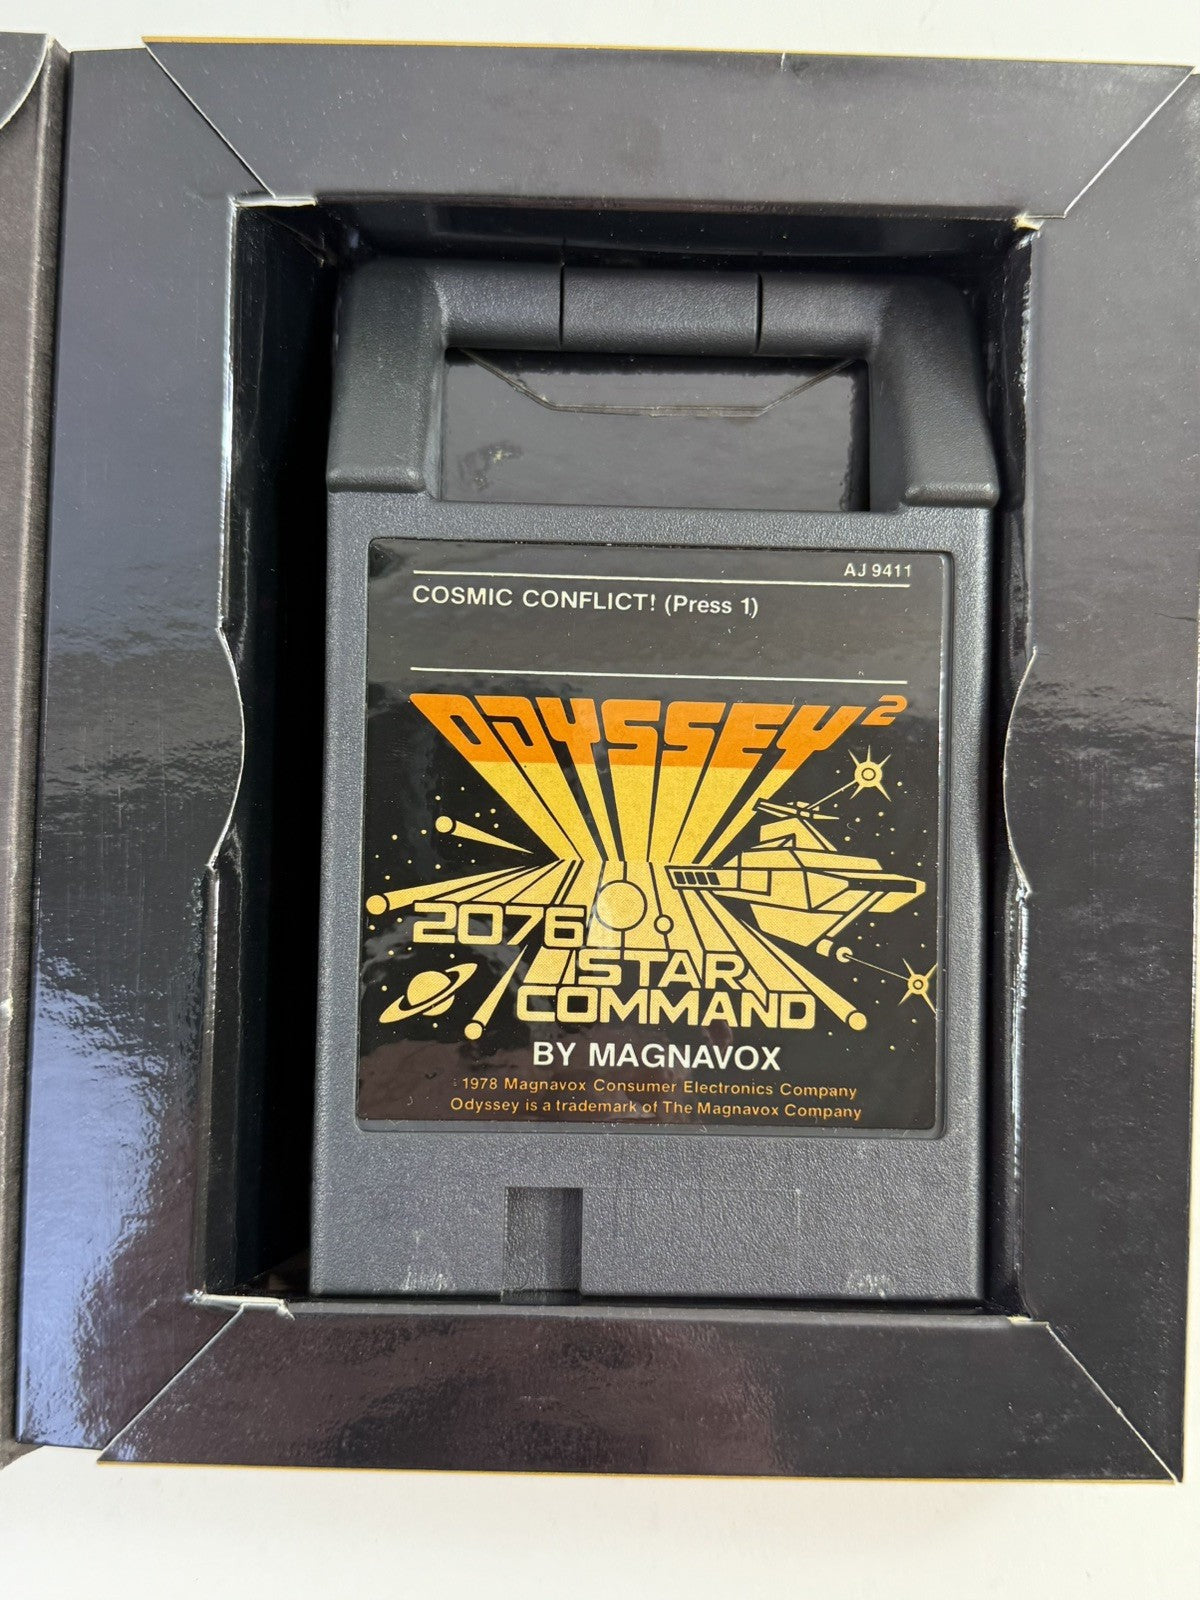 AJ 9411
COSMIC CONFLICT! (Press 1)
ODYSSEY²
2076
STAR
COMMAND
BY MAGNAVOX
1978 Magnavox Consumer Electronics Company
Odyssey is a trademark of The Magnavox Company